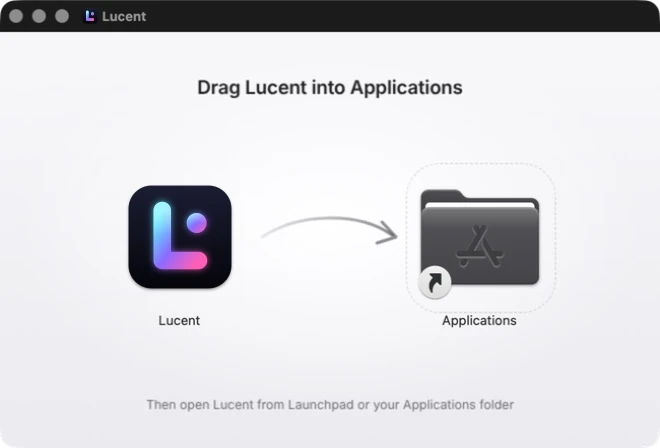 Lucent
Drag Lucent into Applications
Lucent
Applications
Then open Lucent from Launchpad or your Applications folder